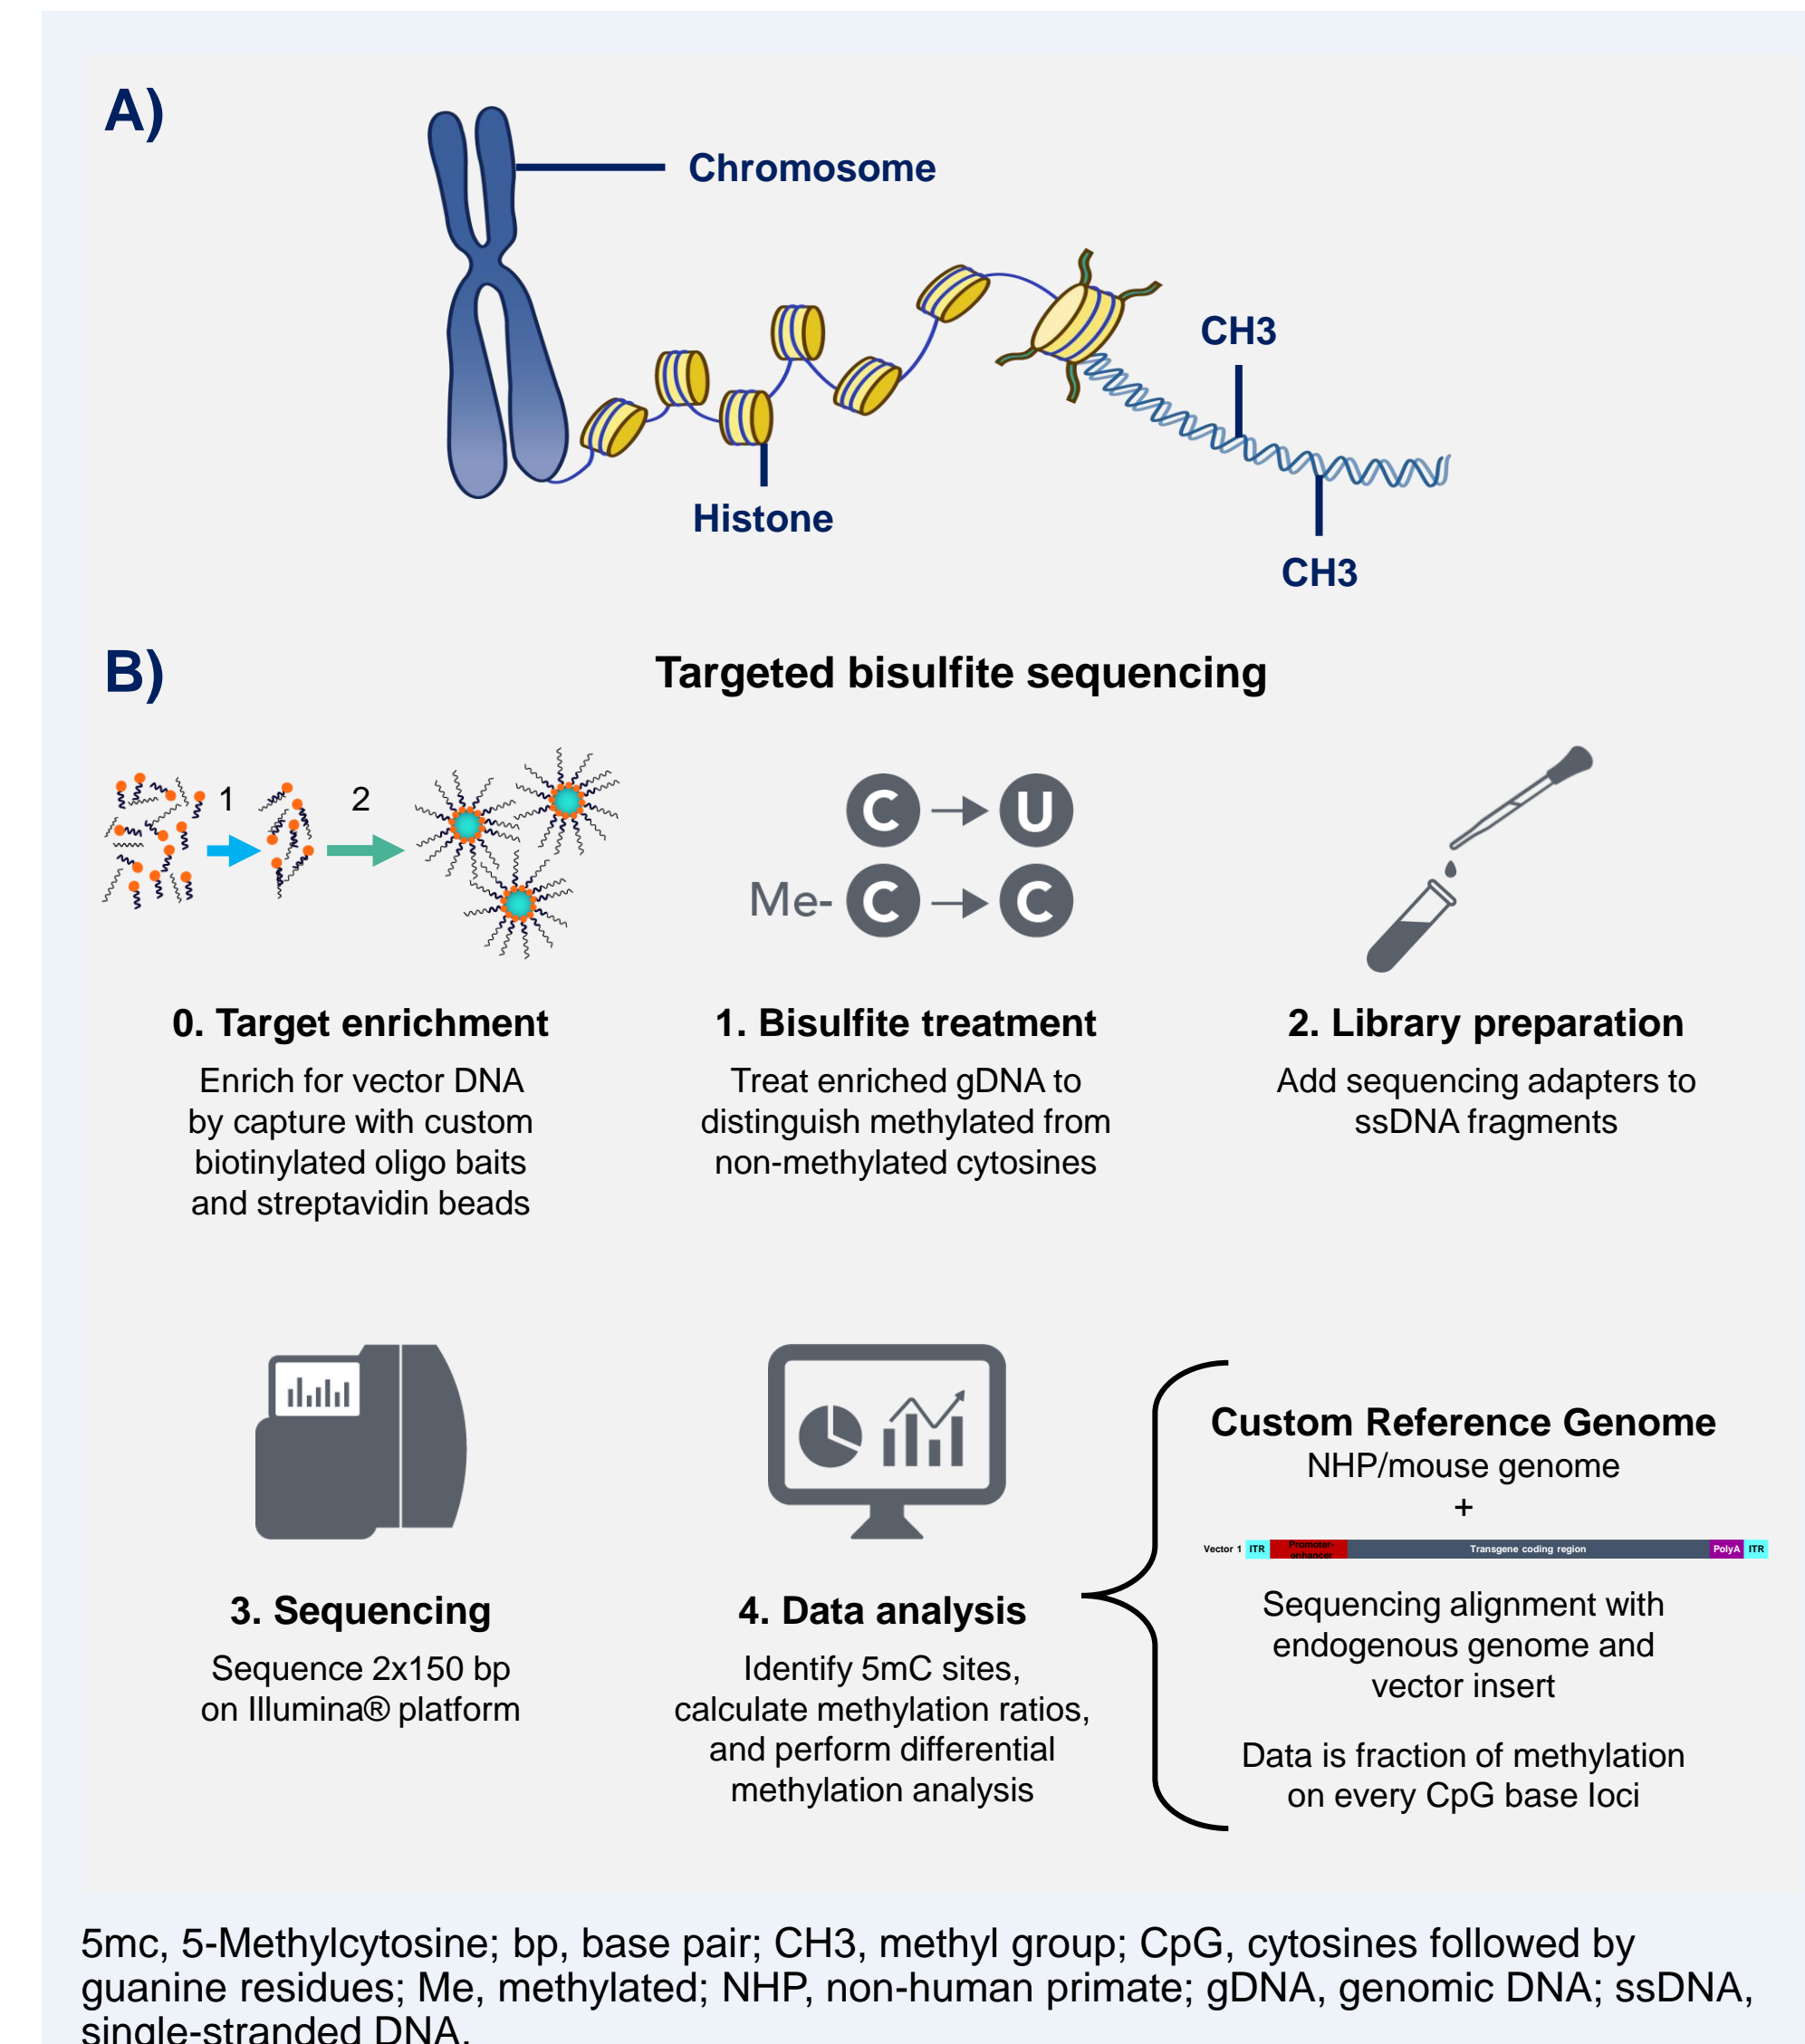 A)
Chromosome
CH3
Histone
CH3
B)
Targeted bisulfite sequencing
1
2
C
U
Me- C
C
0. Target enrichment
Enrich for vector DNA
by capture with custom
biotinylated oligo baits
and streptavidin beads
1. Bisulfite treatment
Treat enriched gDNA to
distinguish methylated from
non-methylated cytosines
2. Library preparation
Add sequencing adapters to
ssDNA fragments
3. Sequencing
Sequence 2x150 bp
on Illumina® platform
4. Data analysis
Identify 5mC sites,
calculate methylation ratios,
and perform differential
methylation analysis
Custom Reference Genome
NHP/mouse genome
+
Vector 1 ITR Promoter-
enhancer Transgene coding region PolyA ITR
Sequencing alignment with
endogenous genome and
vector insert
Data is fraction of methylation
on every CpG base loci
5mc, 5-Methylcytosine; bp, base pair; CH3, methyl group; CpG, cytosines followed by
guanine residues; Me, methylated; NHP, non-human primate; gDNA, genomic DNA; ssDNA,
single-stranded DNA.